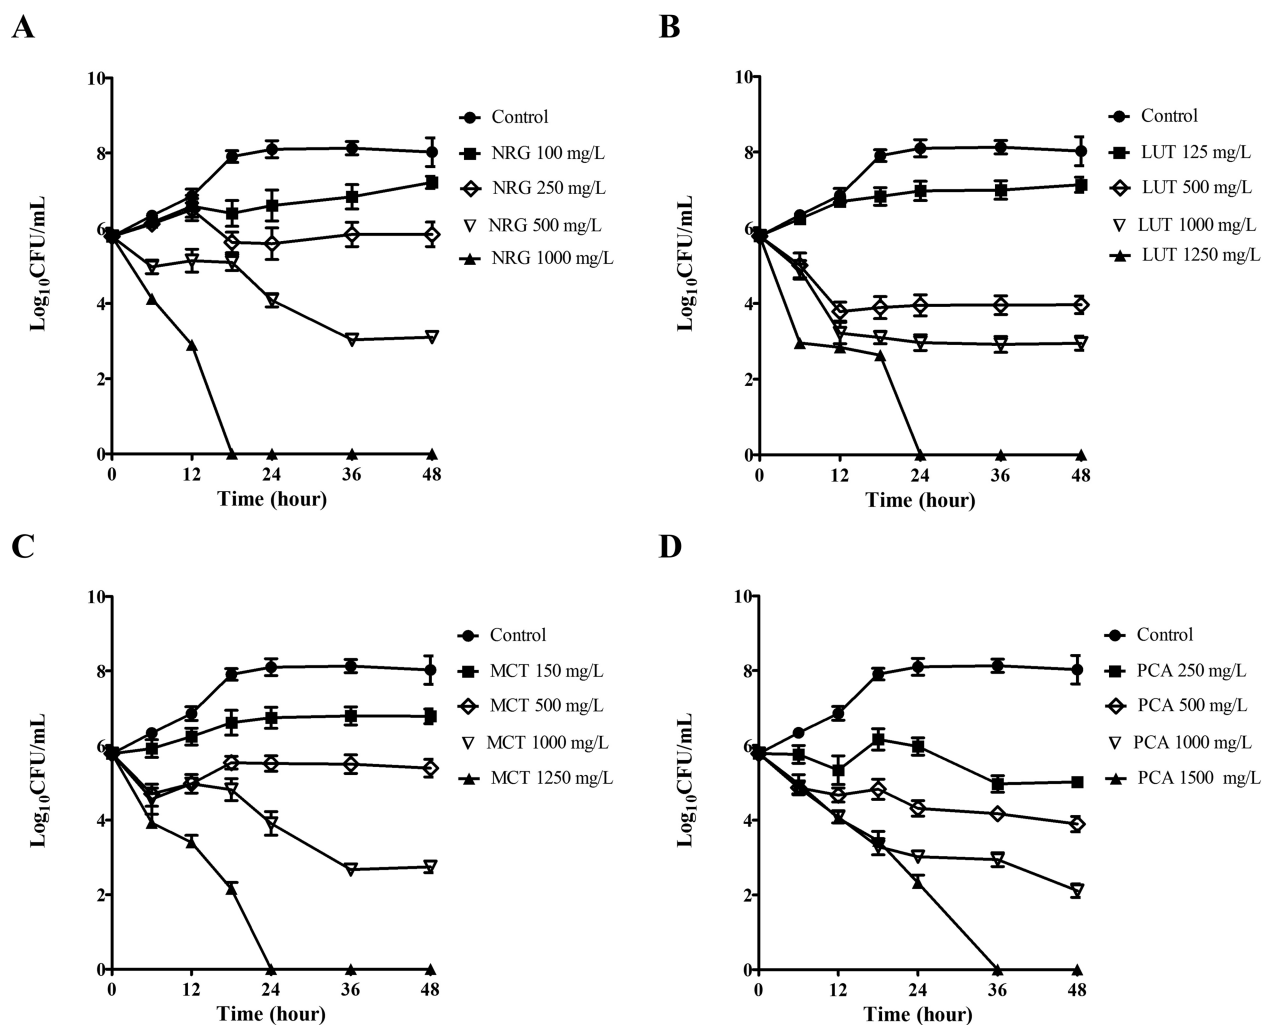 A
Log10CFU/mL
10
8
6
4
2
0
0 12 24 36 48
Time (hour)
Control
NRG 100 mg/L
NRG 250 mg/L
NRG 500 mg/L
NRG 1000 mg/L
B
Log10CFU/mL
10
8
6
4
2
0
0 12 24 36 48
Time (hour)
Control
LUT 125 mg/L
LUT 500 mg/L
LUT 1000 mg/L
LUT 1250 mg/L
C
Log10CFU/mL
10
8
6
4
2
0
0 12 24 36 48
Time (hour)
Control
MCT 150 mg/L
MCT 500 mg/L
MCT 1000 mg/L
MCT 1250 mg/L
D
Log10CFU/mL
10
8
6
4
2
0
0 12 24 36 48
Time (hour)
Control
PCA 250 mg/L
PCA 500 mg/L
PCA 1000 mg/L
PCA 1500 mg/L